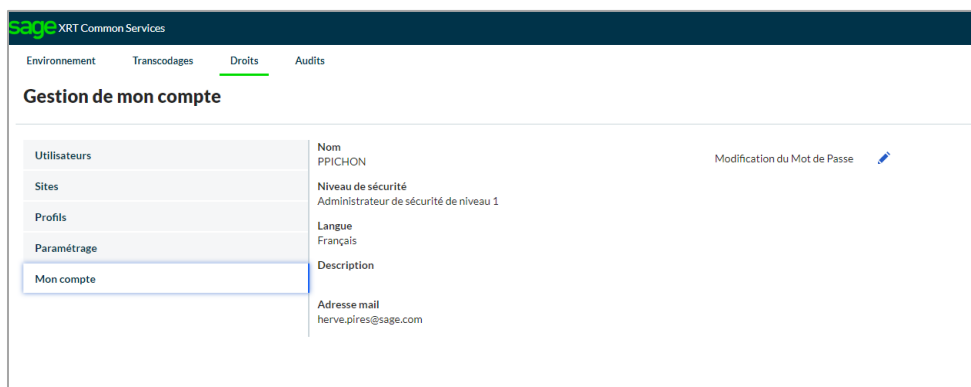 sage XRT Common Services
Environnement Transcodages Droits Audits
Gestion de mon compte
Utilisateurs
Sites
Profils
Paramétrage
Mon compte
Nom
PPICHON
Modification du Mot de Passe
Niveau de sécurité
Administrateur de sécurité de niveau 1
Langue
Français
Description
Adresse mail
herve.pires@sage.com